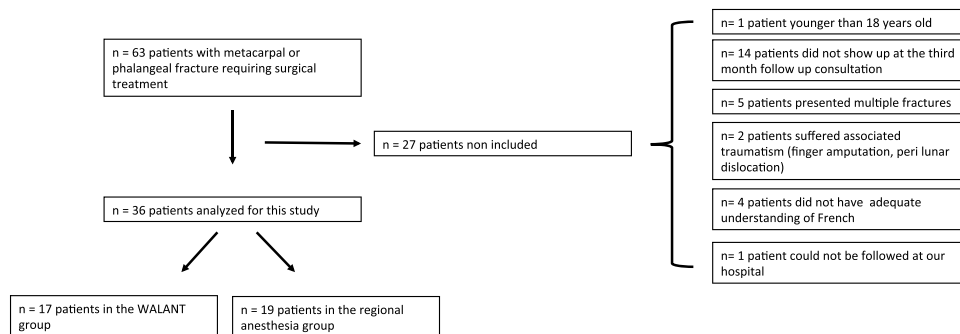 n = 63 patients with metacarpal or
phalangeal fracture requiring surgical
treatment
n = 27 patients non included
n= 1 patient younger than 18 years old
n= 14 patients did not show up at the third
month follow up consultation
n= 5 patients presented multiple fractures
n= 2 patients suffered associated
traumatism (finger amputation, peri lunar
dislocation)
n= 4 patients did not have adequate
understanding of French
n= 1 patient could not be followed at our
hospital
n = 36 patients analyzed for this study
n = 17 patients in the WALANT
group
n = 19 patients in the regional
anesthesia group